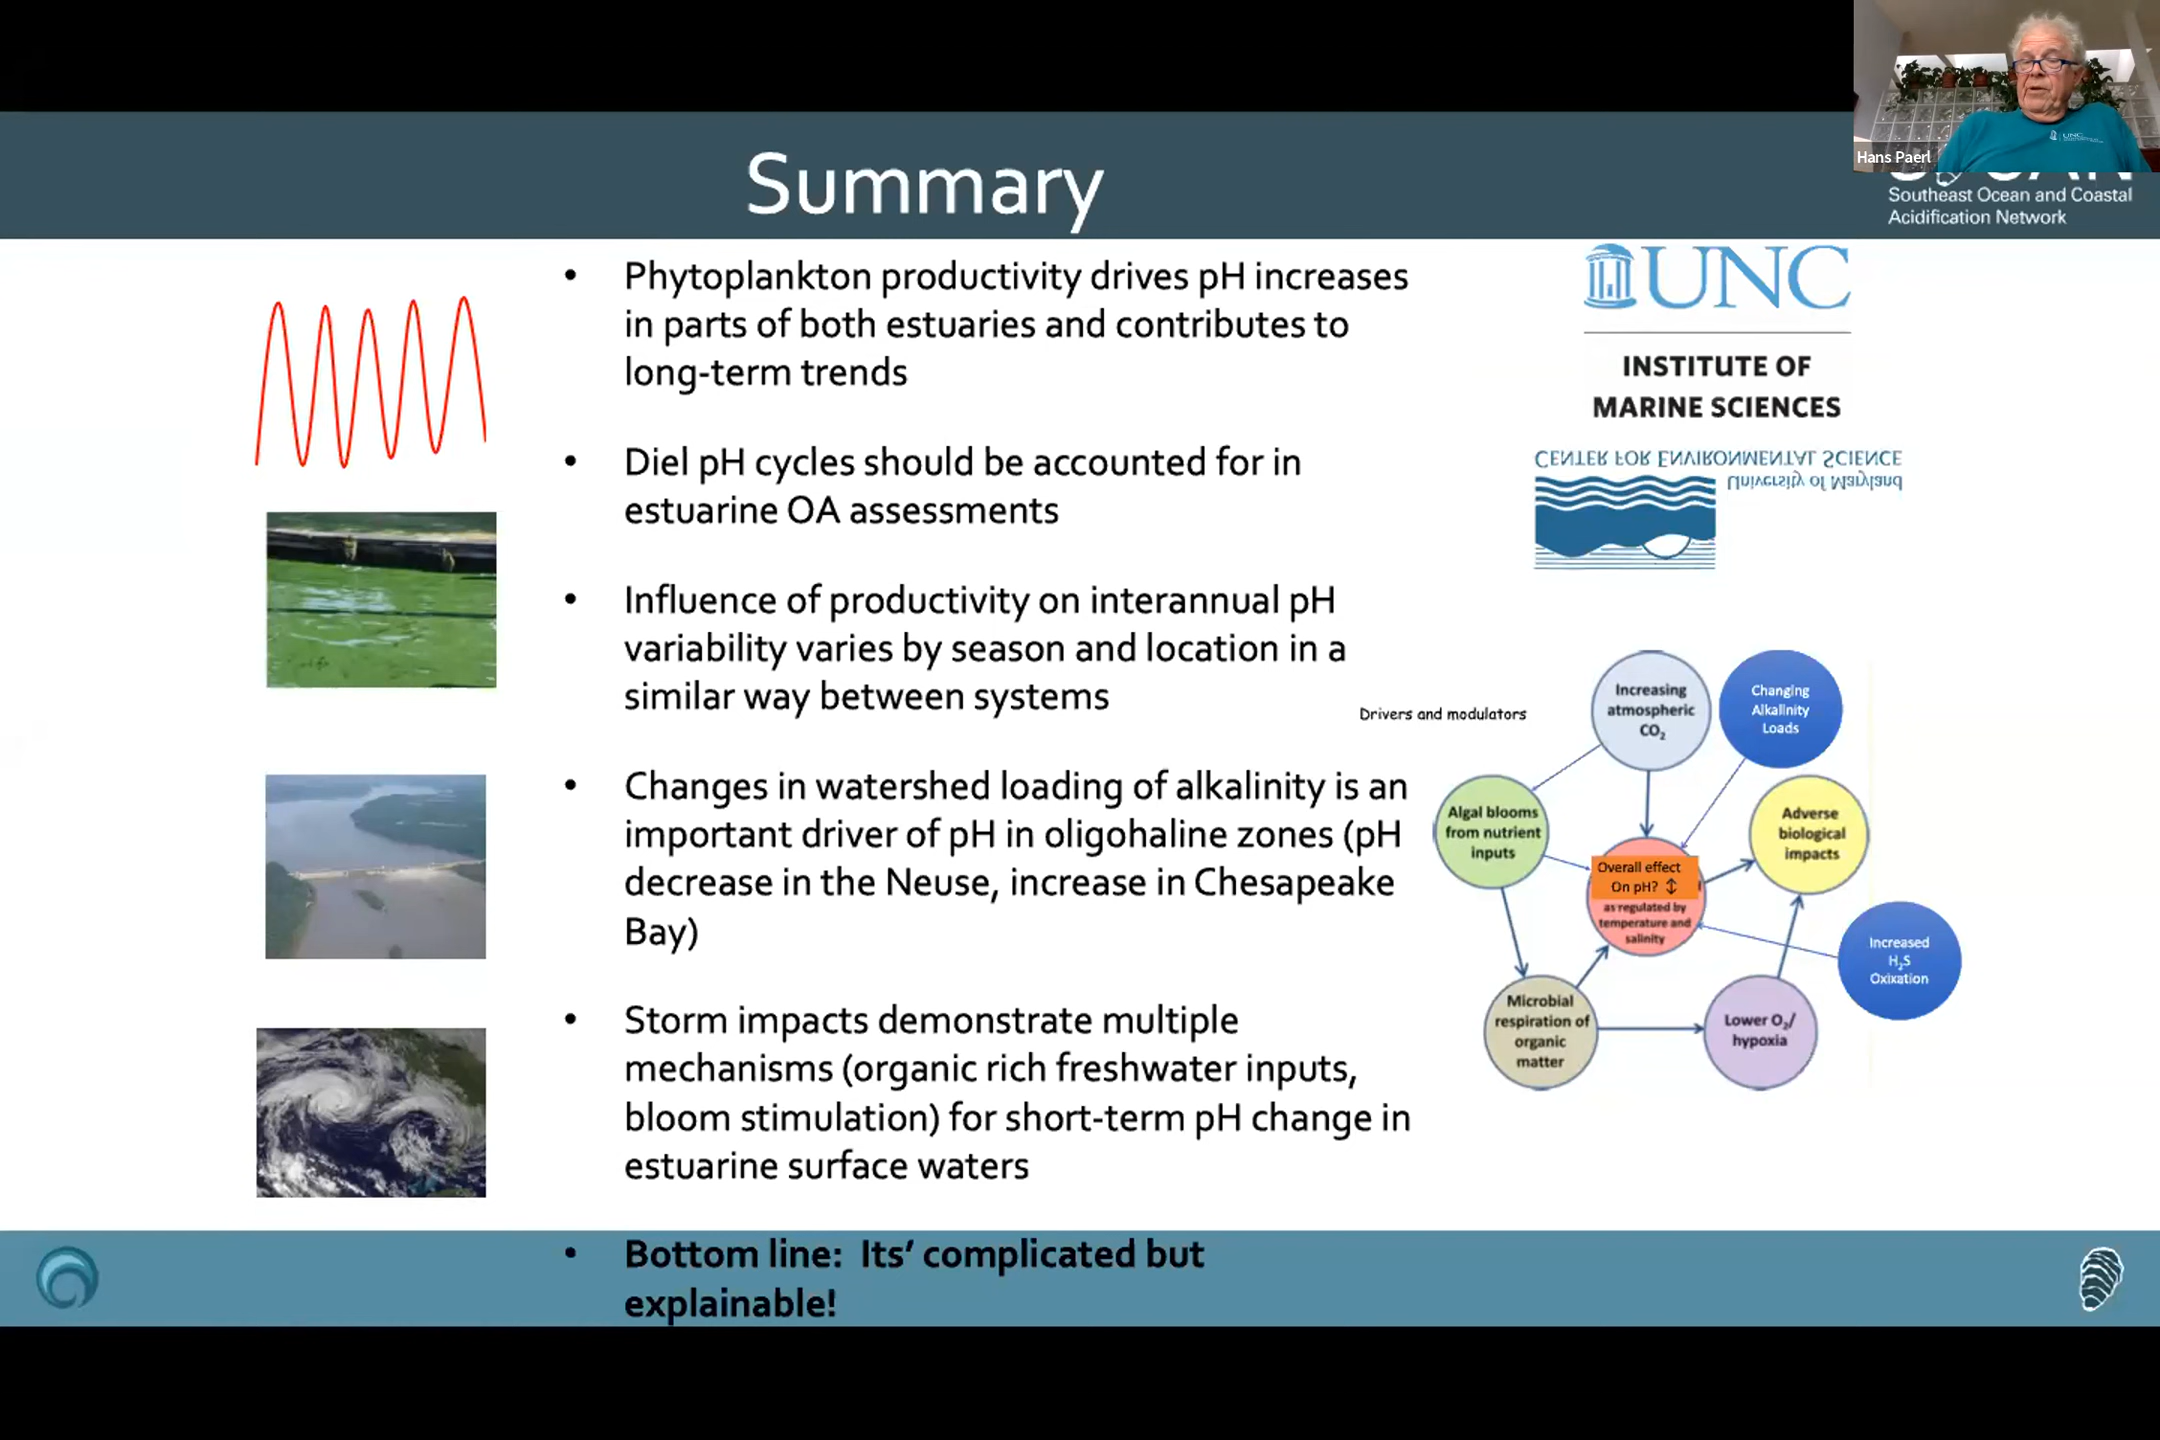 Summary
Hans Paerl
UNC
Southeast Ocean and Coastal
Acidification Network
• Phytoplankton productivity drives pH increases
in parts of both estuaries and contributes to
long-term trends
• Diel pH cycles should be accounted for in
estuarine OA assessments
• Influence of productivity on interannual pH
variability varies by season and location in a
similar way between systems
• Changes in watershed loading of alkalinity is an
important driver of pH in oligohaline zones (pH
decrease in the Neuse, increase in Chesapeake
Bay)
• Storm impacts demonstrate multiple
mechanisms (organic rich freshwater inputs,
bloom stimulation) for short-term pH change in
estuarine surface waters
• Bottom line: Its’ complicated but
explainable!
UNC
INSTITUTE OF
MARINE SCIENCES
CENTER FOR ENVIRONMENTAL SCIENCE
University of Maryland
Drivers and modulators
Increasing
atmospheric
CO₂
Changing
Alkalinity
Loads
Algal blooms
from nutrient
inputs
Adverse
biological
impacts
Overall effect
On pH? ↕
as regulated by
temperature and
salinity
Increased
H₂S
Oxixation
Microbial
respiration of
organic
matter
Lower O₂/
hypoxia